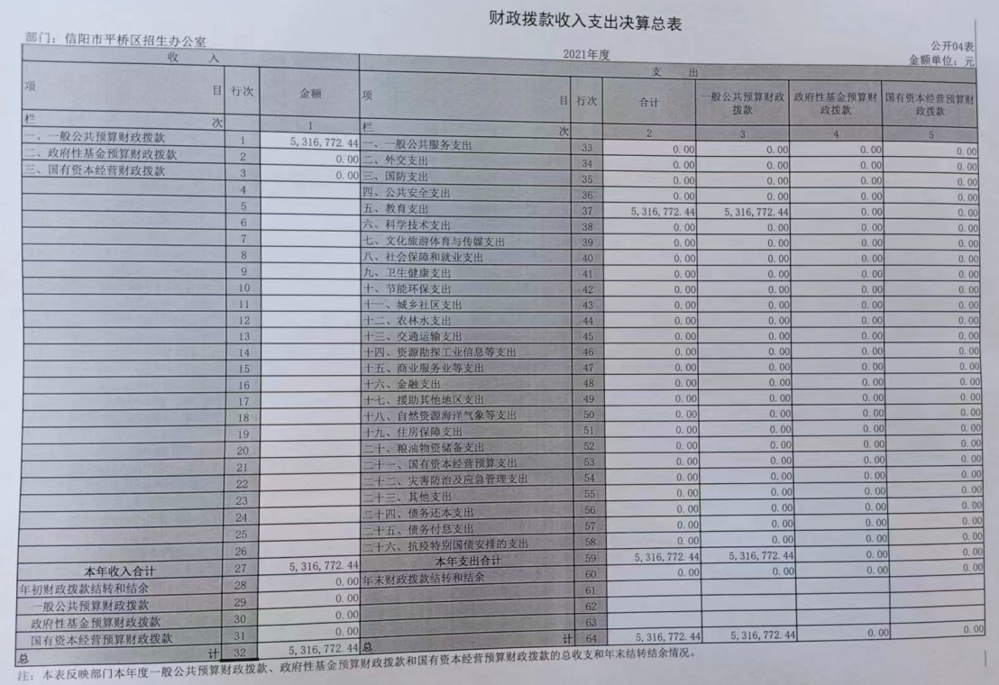 财政拨款收入支出决算总表
公开04表
部门：信阳市平桥区招生办公室 2021年度 金额单位：元
收 入 支 出
项 目 行次 金额 项 目 行次 合计 一般公共预算财政拨款 政府性基金预算财政拨款 国有资本经营预算财政拨款
栏 次 1 栏 次 2 3 4 5
一、一般公共预算财政拨款 1 5,316,772.44 一、一般公共服务支出 33 0.00 0.00 0.00 0.00
二、政府性基金预算财政拨款 2 0.00 二、外交支出 34 0.00 0.00 0.00 0.00
三、国有资本经营财政拨款 3 0.00 三、国防支出 35 0.00 0.00 0.00 0.00
4 四、公共安全支出 36 0.00 0.00 0.00 0.00
5 五、教育支出 37 5,316,772.44 5,316,772.44 0.00 0.00
6 六、科学技术支出 38 0.00 0.00 0.00 0.00
7 七、文化旅游体育与传媒支出 39 0.00 0.00 0.00 0.00
8 八、社会保障和就业支出 40 0.00 0.00 0.00 0.00
9 九、卫生健康支出 41 0.00 0.00 0.00 0.00
10 十、节能环保支出 42 0.00 0.00 0.00 0.00
11 十一、城乡社区支出 43 0.00 0.00 0.00 0.00
12 十二、农林水支出 44 0.00 0.00 0.00 0.00
13 十三、交通运输支出 45 0.00 0.00 0.00 0.00
14 十四、资源勘探工业信息等支出 46 0.00 0.00 0.00 0.00
15 十五、商业服务业等支出 47 0.00 0.00 0.00 0.00
16 十六、金融支出 48 0.00 0.00 0.00 0.00
17 十七、援助其他地区支出 49 0.00 0.00 0.00 0.00
18 十八、自然资源海洋气象等支出 50 0.00 0.00 0.00 0.00
19 十九、住房保障支出 51 0.00 0.00 0.00 0.00
20 二十、粮油物资储备支出 52 0.00 0.00 0.00 0.00
21 二十一、国有资本经营预算支出 53 0.00 0.00 0.00 0.00
22 二十二、灾害防治及应急管理支出 54 0.00 0.00 0.00 0.00
23 二十三、其他支出 55 0.00 0.00 0.00 0.00
24 二十四、债务还本支出 56 0.00 0.00 0.00 0.00
25 二十五、债务付息支出 57 0.00 0.00 0.00 0.00
26 二十六、抗疫特别国债安排的支出 58 0.00 0.00 0.00 0.00
本年收入合计 27 5,316,772.44 本年支出合计 59 5,316,772.44 5,316,772.44 0.00 0.00
年初财政拨款结转和结余 28 0.00 年末财政拨款结转和结余 60 0.00 0.00 0.00 0.00
一般公共预算财政拨款 29 0.00 61
政府性基金预算财政拨款 30 0.00 62
国有资本经营预算财政拨款 31 0.00 63
总 计 32 5,316,772.44 总 计 64 5,316,772.44 5,316,772.44 0.00 0.00
注：本表反映部门本年度一般公共预算财政拨款、政府性基金预算财政拨款和国有资本经营预算财政拨款的总收支和年末结转结余情况。